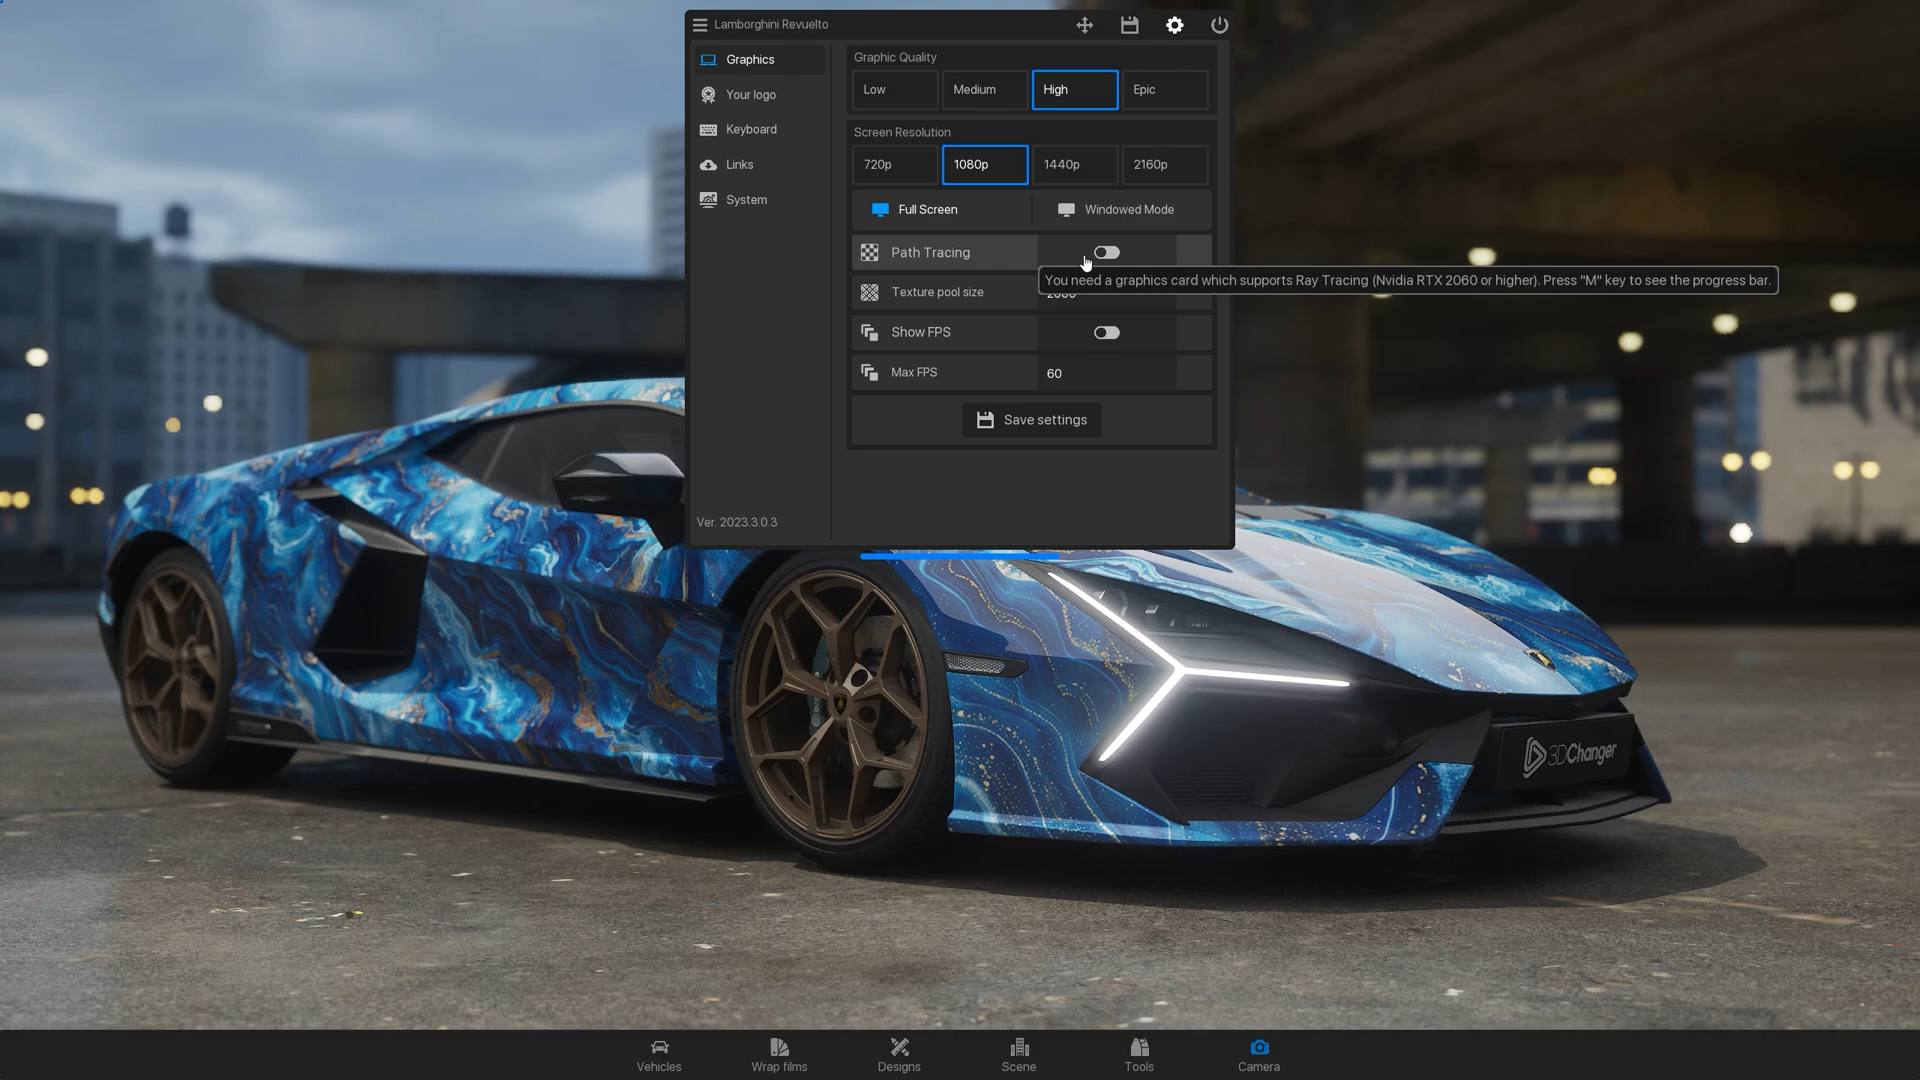 Lamborghini Revuelto
Graphics
Your logo
Keyboard
Links
System
Ver. 2023.3.0.3
Graphic Quality
Low Medium High Epic
Screen Resolution
720p 1080p 1440p 2160p
Full Screen Windowed Mode
Path Tracing
You need a graphics card which supports Ray Tracing (Nvidia RTX 2060 or higher). Press "M" key to see the progress bar.
Texture pool size
Show FPS
Max FPS 60
Save settings
3DChanger
Vehicles Wrap films Designs Scene Tools Camera